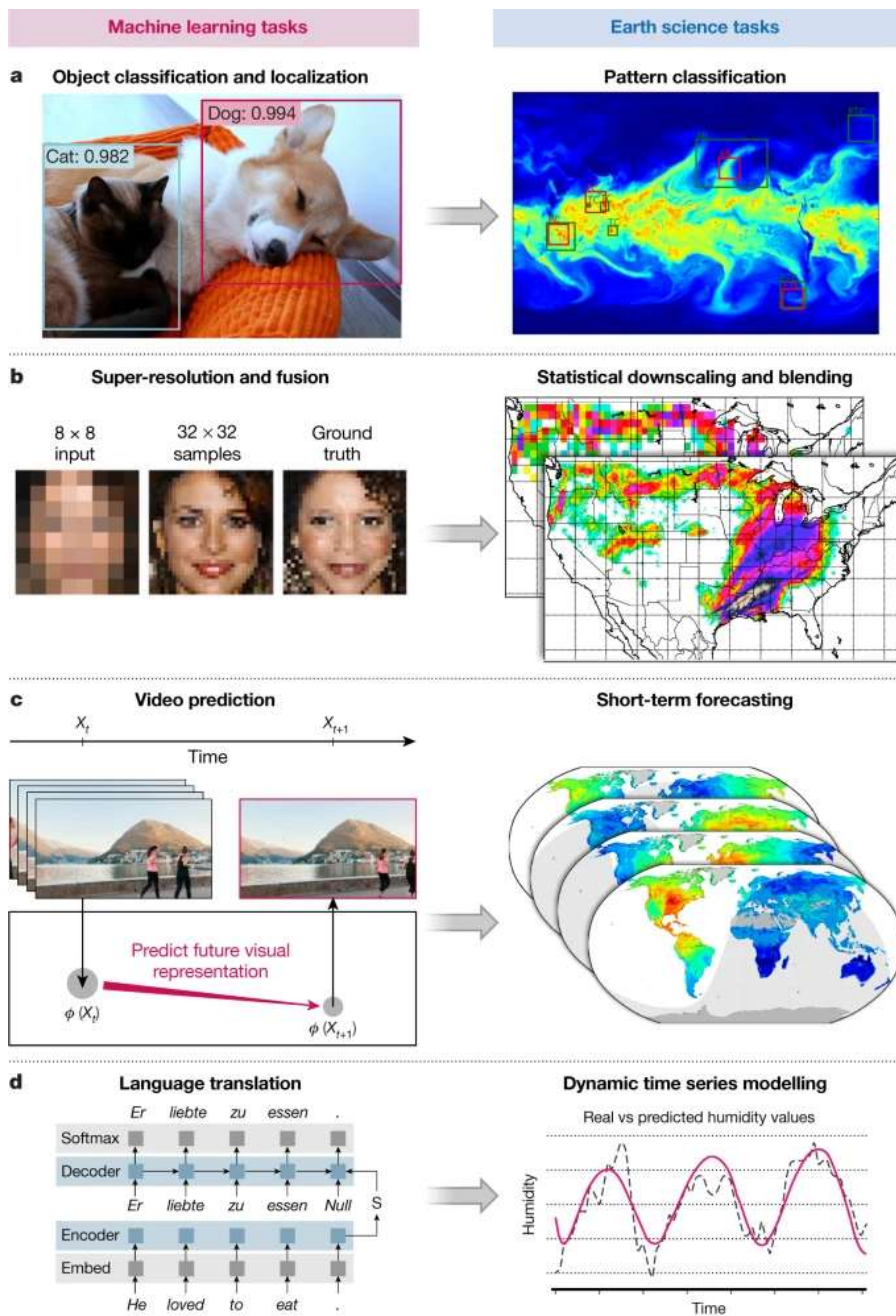 Machine learning tasks
Earth science tasks
a
Object classification and localization
Pattern classification
Dog: 0.994
Cat: 0.982
b
Super-resolution and fusion
Statistical downscaling and blending
8 × 8
input
32 × 32
samples
Ground
truth
c
Video prediction
Short-term forecasting
Xt
Xt+1
Time
Predict future visual
representation
ϕ (Xt)
ϕ (Xt+1)
d
Language translation
Dynamic time series modelling
Er liebte zu essen .
Softmax
Decoder
Er liebte zu essen Null
S
Encoder
Embed
He loved to eat .
Real vs predicted humidity values
Humidity
Time